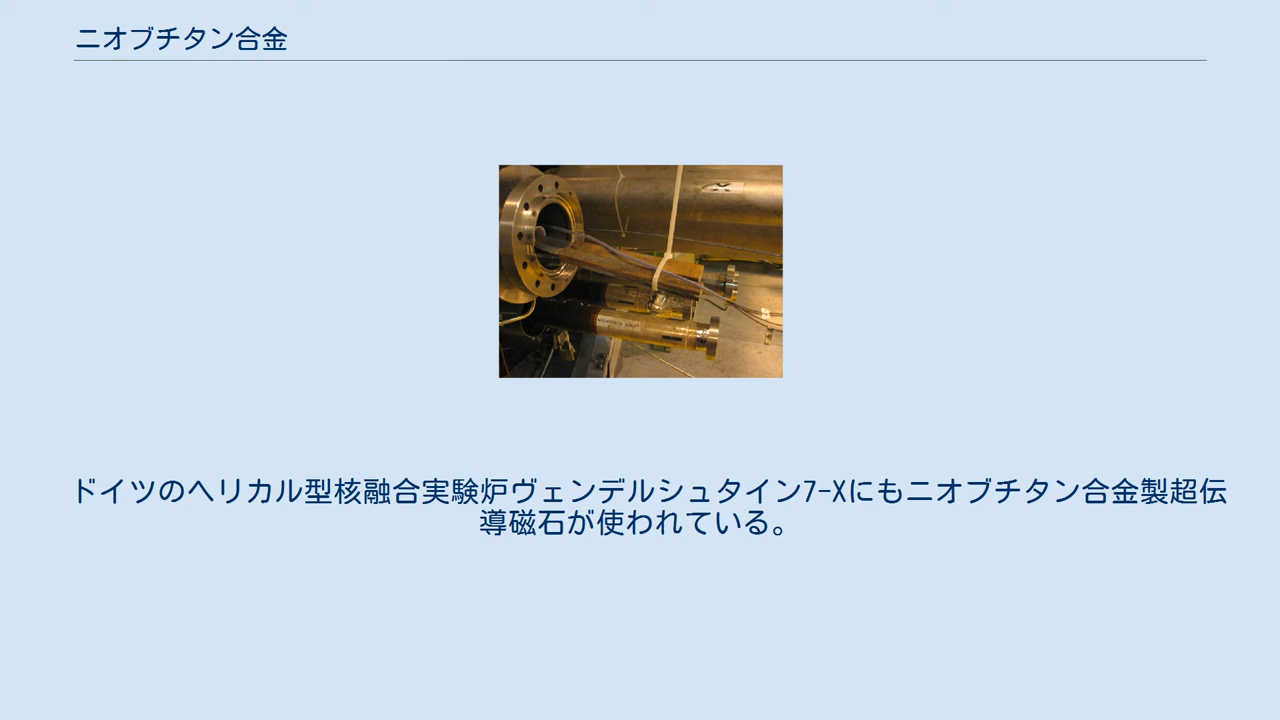 ニオブチタン合金
ドイツのヘリカル型核融合実験炉ヴェンデルシュタイン7-Xにもニオブチタン合金製超伝
導磁石が使われている。